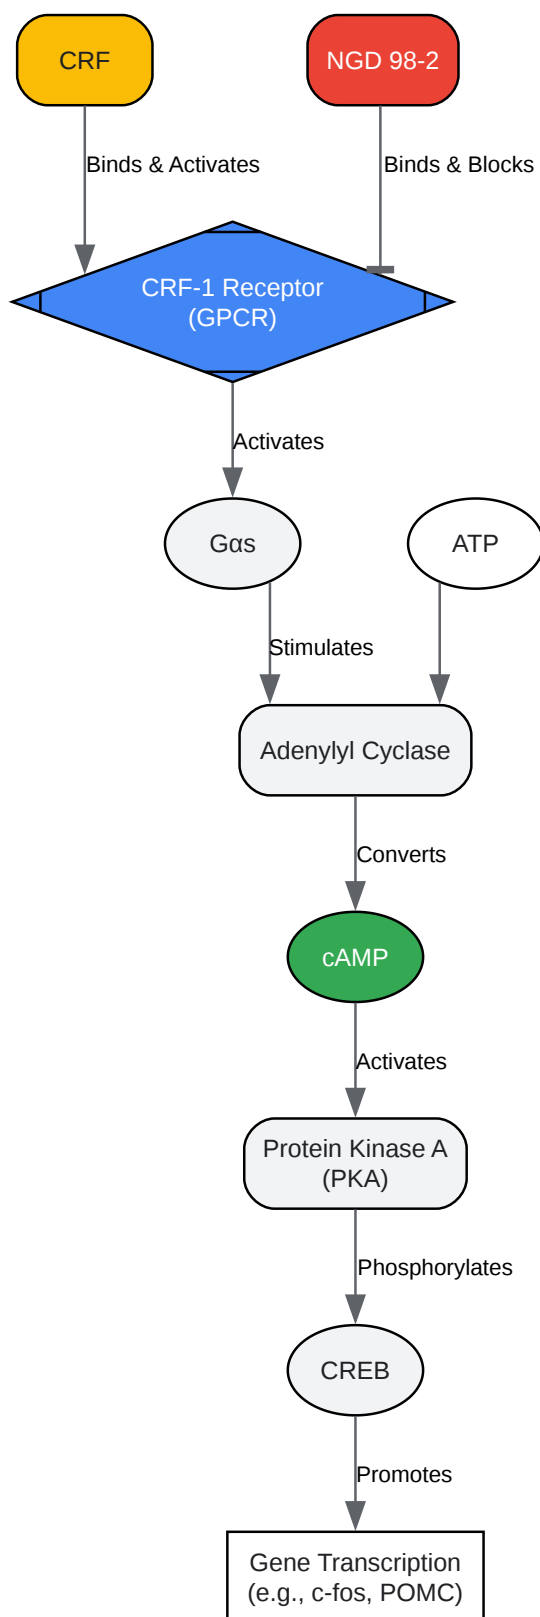 CRF
NGD 98-2
Binds & Activates
Binds & Blocks
CRF-1 Receptor
(GPCR)
Activates
Gαs
ATP
Stimulates
Adenylyl Cyclase
Converts
cAMP
Activates
Protein Kinase A
(PKA)
Phosphorylates
CREB
Promotes
Gene Transcription
(e.g., c-fos, POMC)